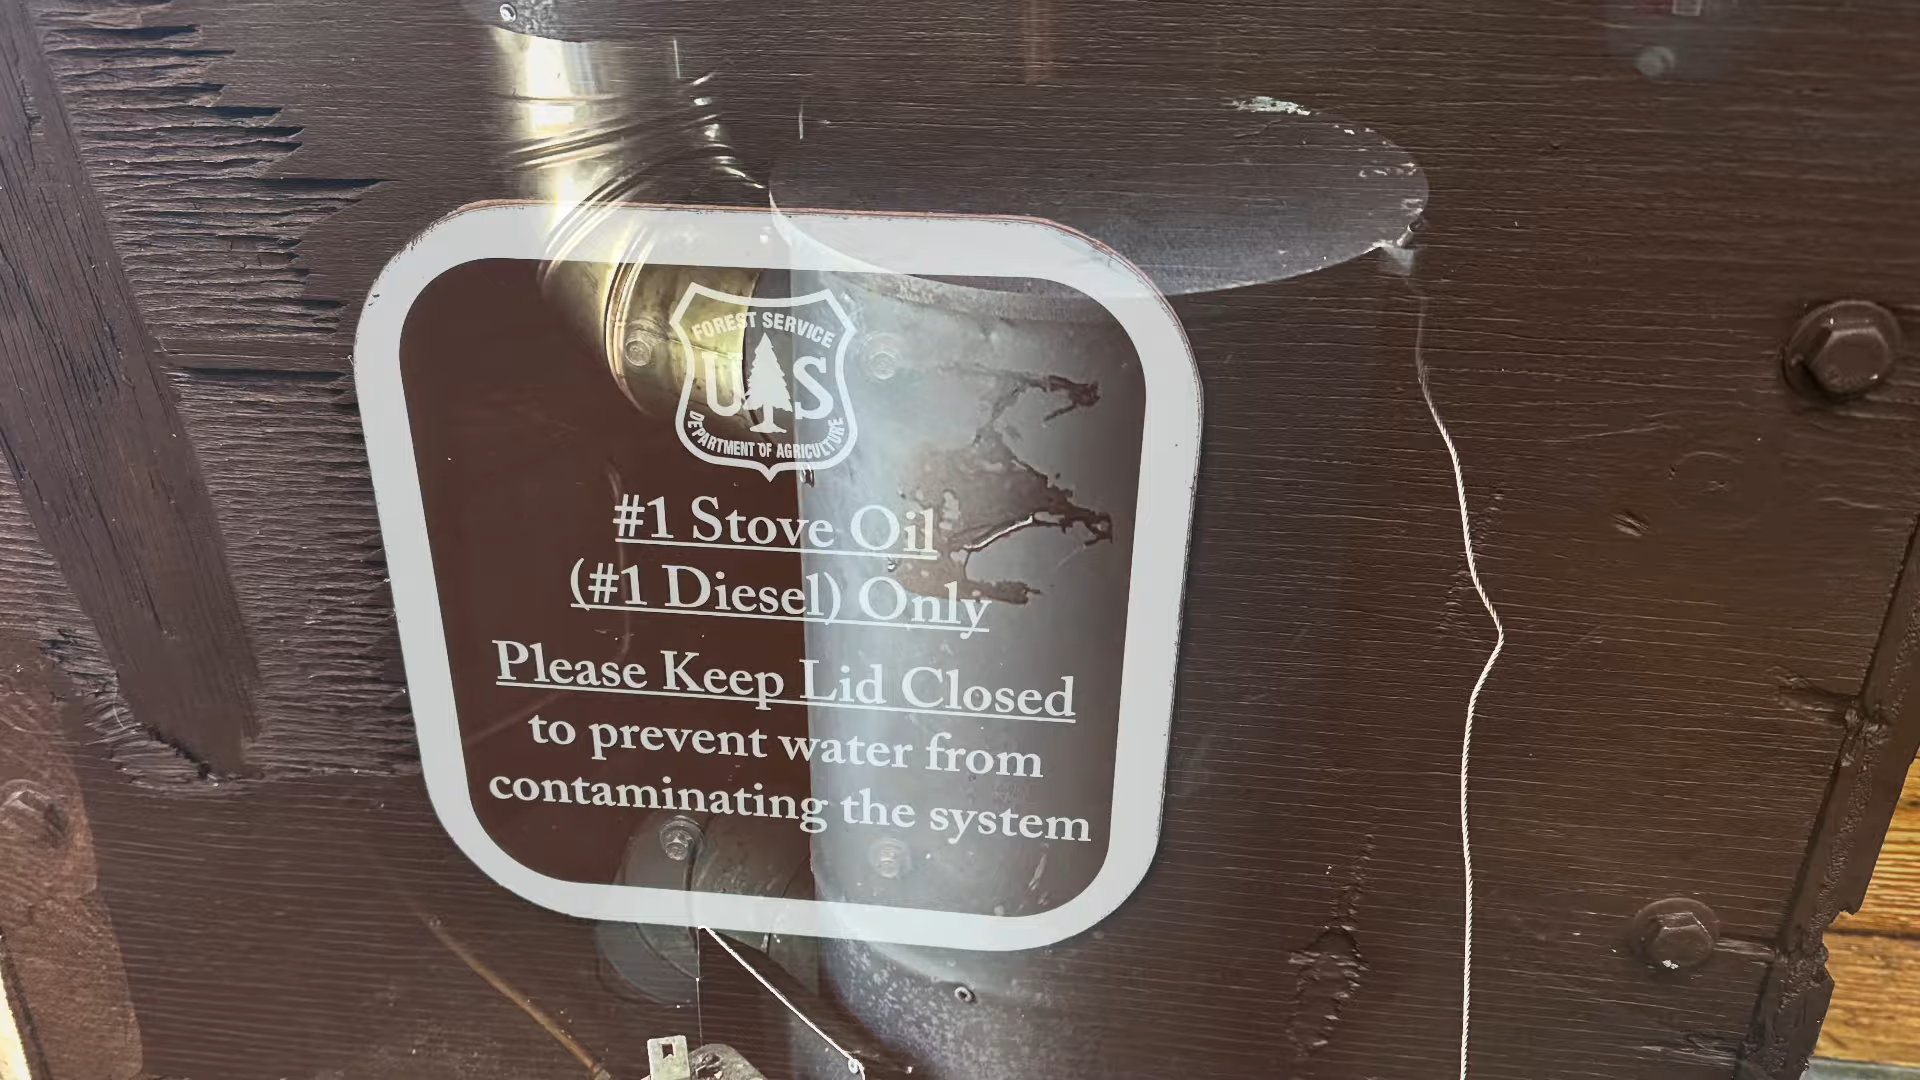 FOREST SERVICE
US
DEPARTMENT OF AGRICULTURE
#1 Stove Oil
(#1 Diesel) Only
Please Keep Lid Closed
to prevent water from
contaminating the system